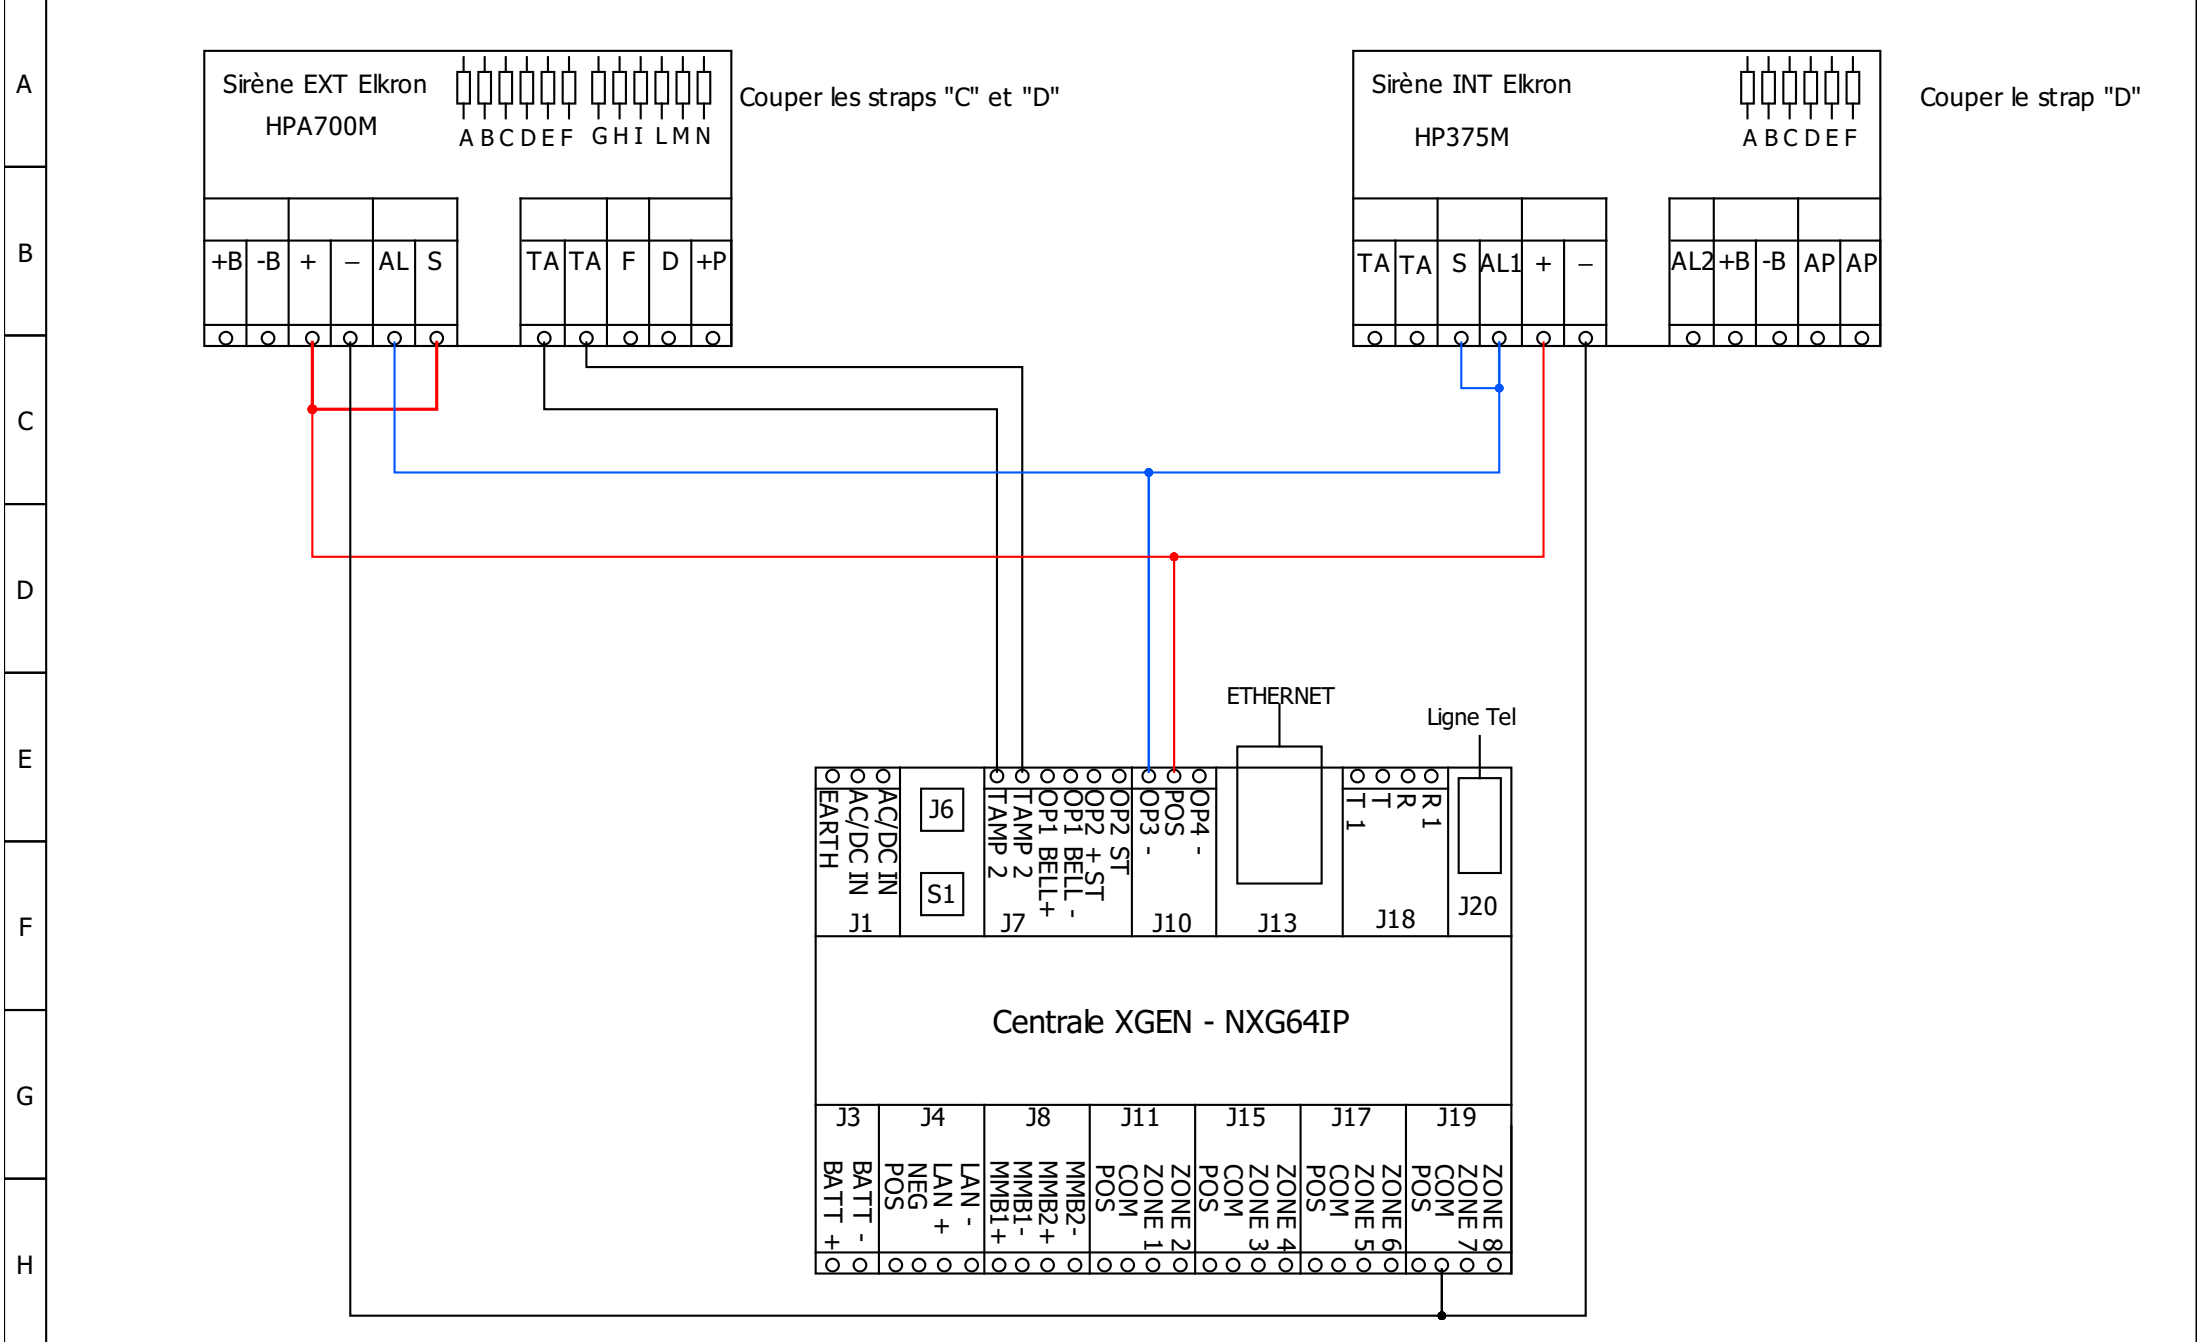 A
B
C
D
E
F
G
H
Sirène EXT Elkron
HPA700M
A B C D E F G H I L M N
Couper les straps "C" et "D"
+B -B + – AL S TA TA F D +P
Sirène INT Elkron
HP375M
A B C D E F
Couper le strap "D"
TA TA S AL1 + – AL2 +B -B AP AP
ETHERNET
Ligne Tel
EARTH
AC/DC IN
AC/DC IN
J1
J6
S1
TAMP 2
TAMP 2
OP1 BELL+
OP1 BELL -
OP2 +ST
OP2 ST
J7
OP3 -
POS
OP4 -
J10
J13
T 1
T
R
R 1
J18
J20
Centrale XGEN - NXG64IP
J3
BATT +
BATT -
J4
POS
NEG
LAN +
LAN -
J8
MMB1+
MMB1-
MMB2+
MMB2-
J11
POS
COM
ZONE 1
ZONE 2
J15
POS
COM
ZONE 3
ZONE 4
J17
POS
COM
ZONE 5
ZONE 6
J19
POS
COM
ZONE 7
ZONE 8